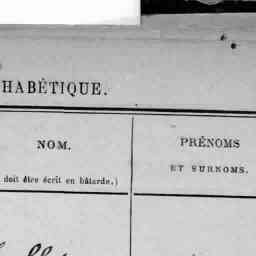 HABÉTIQUE.
NOM.
doit être écrit en bâtarde.)
PRÉNOMS
ET SURNOMS.